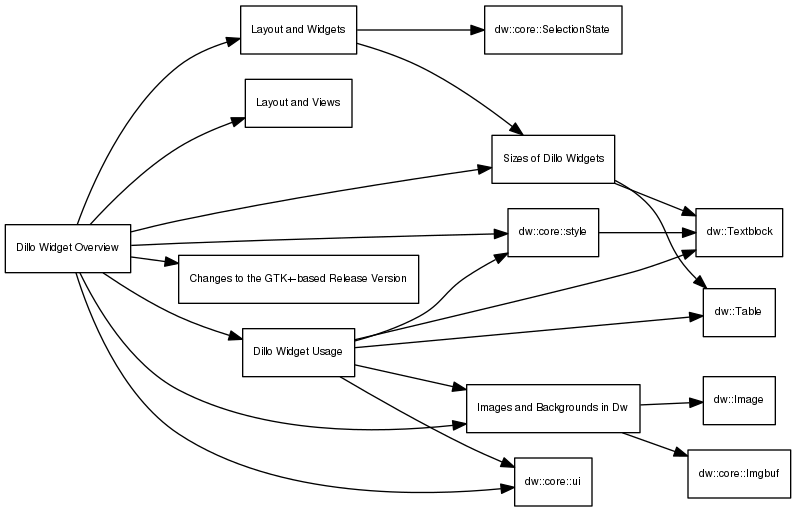 Layout and Widgets
dw::core::SelectionState
Layout and Views
Sizes of Dillo Widgets
Dillo Widget Overview
dw::core::style
dw::Textblock
Changes to the GTK+-based Release Version
dw::Table
Dillo Widget Usage
Images and Backgrounds in Dw
dw::Image
dw::core::ui
dw::core::Imgbuf